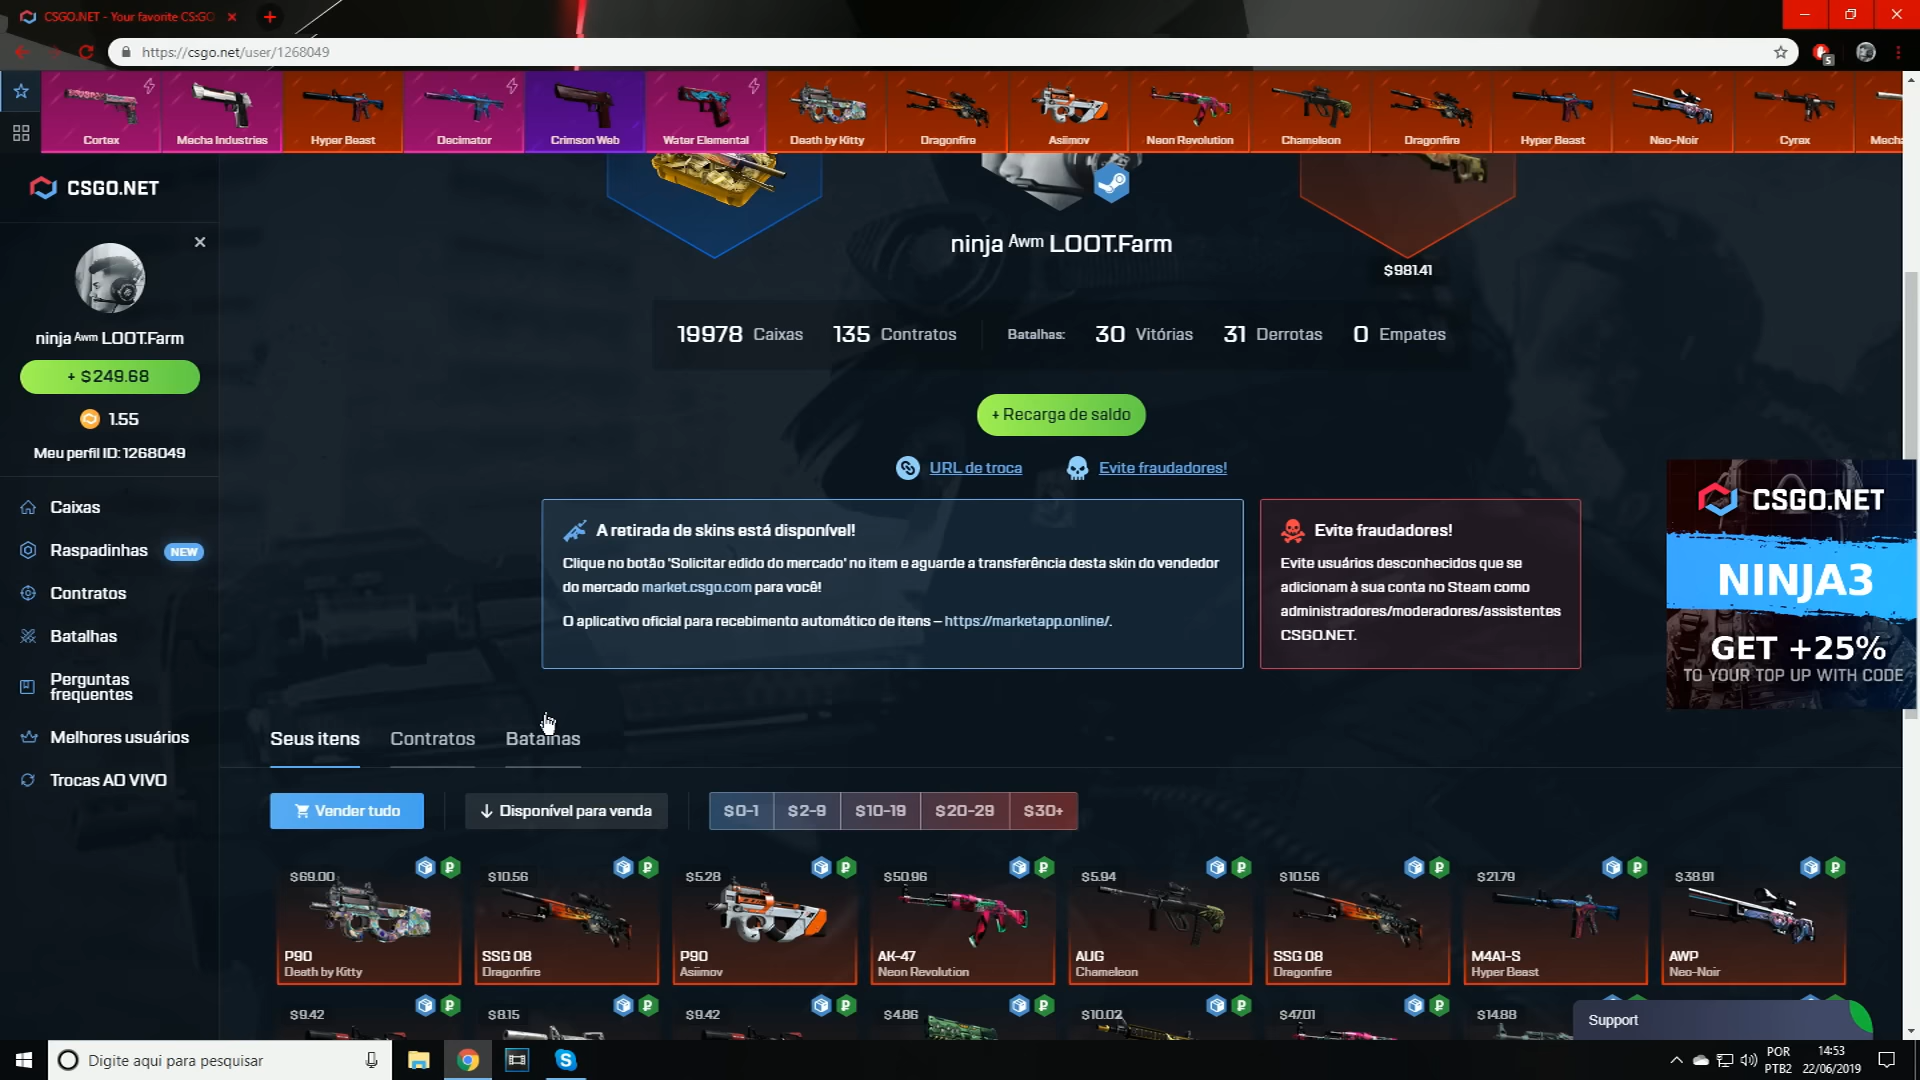 CSGO.NET - Your favorite CS:GO
https://csgo.net/user/1268049
5
Cortex
Mecha Industries
Hyper Beast
Decimator
Crimson Web
Water Elemental
Death by Kitty
Dragonfire
Asiimov
Neon Revolution
Chameleon
Dragonfire
Hyper Beast
Neo-Noir
Cyrex
Mecha
CSGO.NET
ninja Awm LOOT.Farm
+ $249.68
1.55
Meu perfil ID: 1268049
Caixas
Raspadinhas NEW
Contratos
Batalhas
Perguntas
frequentes
Melhores usuários
Trocas AO VIVO
ninja Awm LOOT.Farm
$981.41
19978 Caixas 135 Contratos Batalhas: 30 Vitórias 31 Derrotas 0 Empates
+ Recarga de saldo
URL de troca Evite fraudadores!
A retirada de skins está disponível!
Clique no botão 'Solicitar edido do mercado' no item e aguarde a transferência desta skin do vendedor
do mercado market.csgo.com para você!
O aplicativo oficial para recebimento automático de itens – https://marketapp.online/.
Evite fraudadores!
Evite usuários desconhecidos que se
adicionam à sua conta no Steam como
administradores/moderadores/assistentes
CSGO.NET.
CSGO.NET
NINJA3
GET +25%
TO YOUR TOP UP WITH CODE
Seus itens Contratos Batalhas
Vender tudo Disponível para venda $0-1 $2-9 $10-19 $20-29 $30+
$69.00
P90
Death by Kitty
$10.56
SSG 08
Dragonfire
$5.28
P90
Asiimov
$50.96
AK-47
Neon Revolution
$5.94
AUG
Chameleon
$10.56
SSG 08
Dragonfire
$21.79
M4A1-S
Hyper Beast
$38.91
AWP
Neo-Noir
$9.42
$8.15
$9.42
$4.86
$10.02
$47.01
$14.88
Support
Digite aqui para pesquisar
POR
PTB2
14:53
22/06/2019